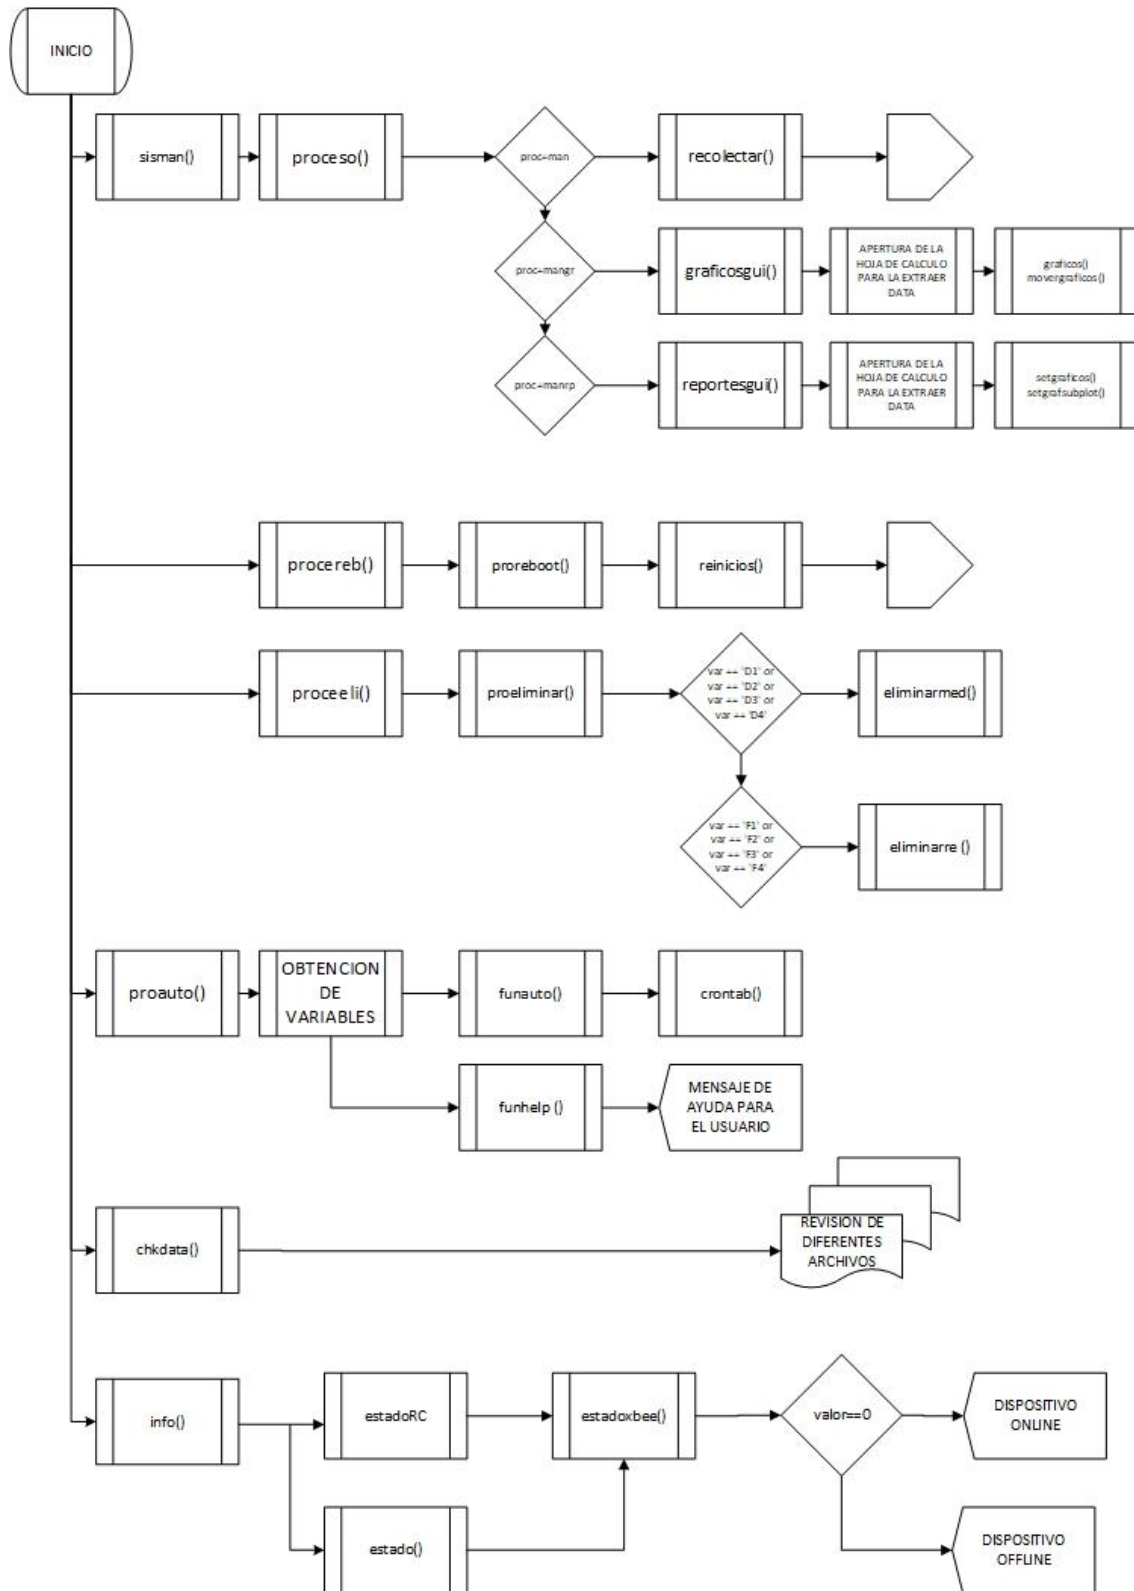 INICIO
sisman()
proceso()
proc=man
recolectar()
proc=mangr
graficosgui()
APERTURA DE LA
HOJA DE CALCULO
PARA LA EXTRAER
DATA
graficos()
movergraficos()
proc=manrp
reportesgui()
APERTURA DE LA
HOJA DE CALCULO
PARA LA EXTRAER
DATA
setgraficos()
setgrafsubplot()
procereb()
proreboot()
reinicios()
proceeli()
proeliminar()
var == 'D1' or
var == 'D2' or
var == 'D3' or
var == 'D4'
eliminarmed()
var == 'F1' or
var == 'F2' or
var == 'F3' or
var == 'F4'
eliminarre ()
proauto()
OBTENCION
DE
VARIABLES
funauto()
crontab()
funhelp ()
MENSAJE DE
AYUDA PARA
EL USUARIO
chkdata()
REVISION DE
DIFERENTES
ARCHIVOS
info()
estadoRC
estadoxbee()
valor==0
DISPOSITIVO
ONLINE
estado()
DISPOSITIVO
OFFLINE